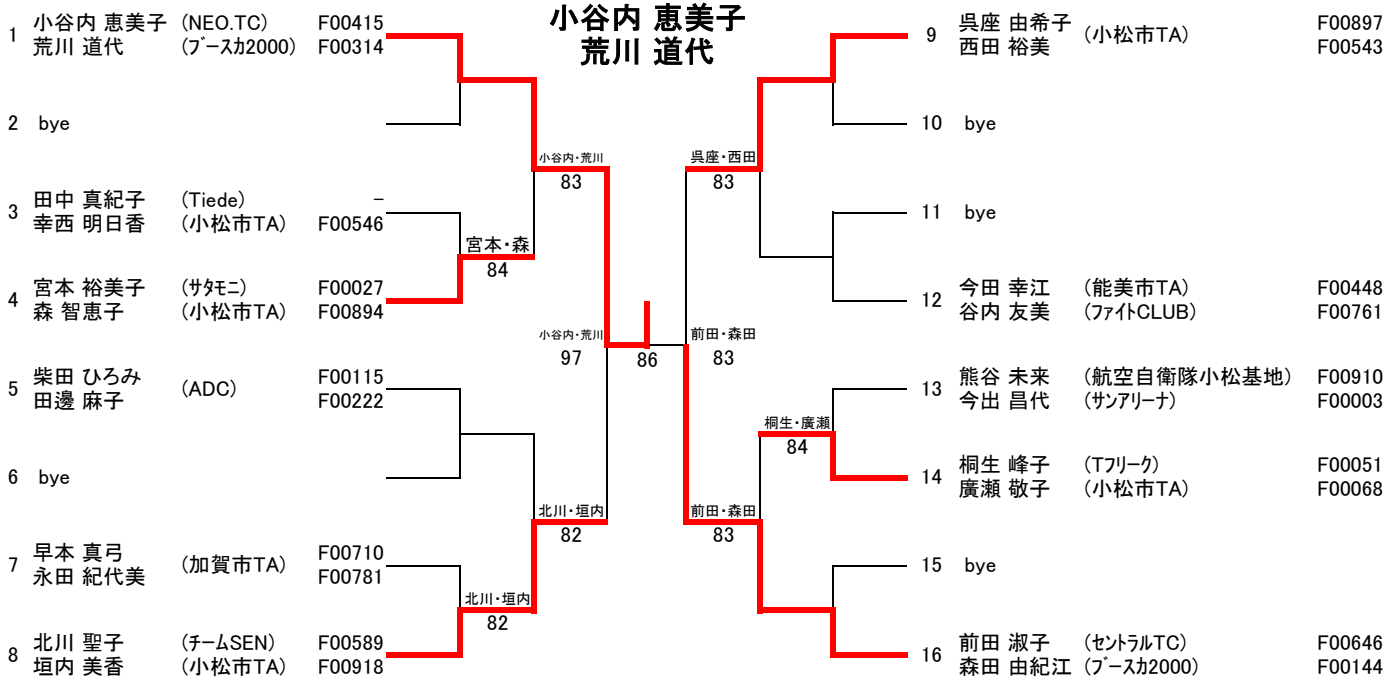 小谷内 恵美子
荒川 道代
1 小谷内 恵美子 (NEO.TC) F00415
荒川 道代 (ブースカ2000) F00314
2 bye
3 田中 真紀子 (Tiede) -
幸西 明日香 (小松市TA) F00546
4 宮本 裕美子 (サタモニ) F00027
森 智恵子 (小松市TA) F00894
5 柴田 ひろみ (ADC) F00115
田邊 麻子 F00222
6 bye
7 早本 真弓 (加賀市TA) F00710
永田 紀代美 F00781
8 北川 聖子 (チームSEN) F00589
垣内 美香 (小松市TA) F00918
宮本・森
84
北川・垣内
82
小谷内・荒川
83
北川・垣内
82
小谷内・荒川
97
86
呉座・西田
83
前田・森田
83
前田・森田
83
桐生・廣瀬
84
9 呉座 由希子 (小松市TA) F00897
西田 裕美 F00543
10 bye
11 bye
12 今田 幸江 (能美市TA) F00448
谷内 友美 (ファイトCLUB) F00761
13 熊谷 未来 (航空自衛隊小松基地) F00910
今出 昌代 (サンアリーナ) F00003
14 桐生 峰子 (Tフリーク) F00051
廣瀬 敬子 (小松市TA) F00068
15 bye
16 前田 淑子 (セントラルTC) F00646
森田 由紀江 (ブースカ2000) F00144